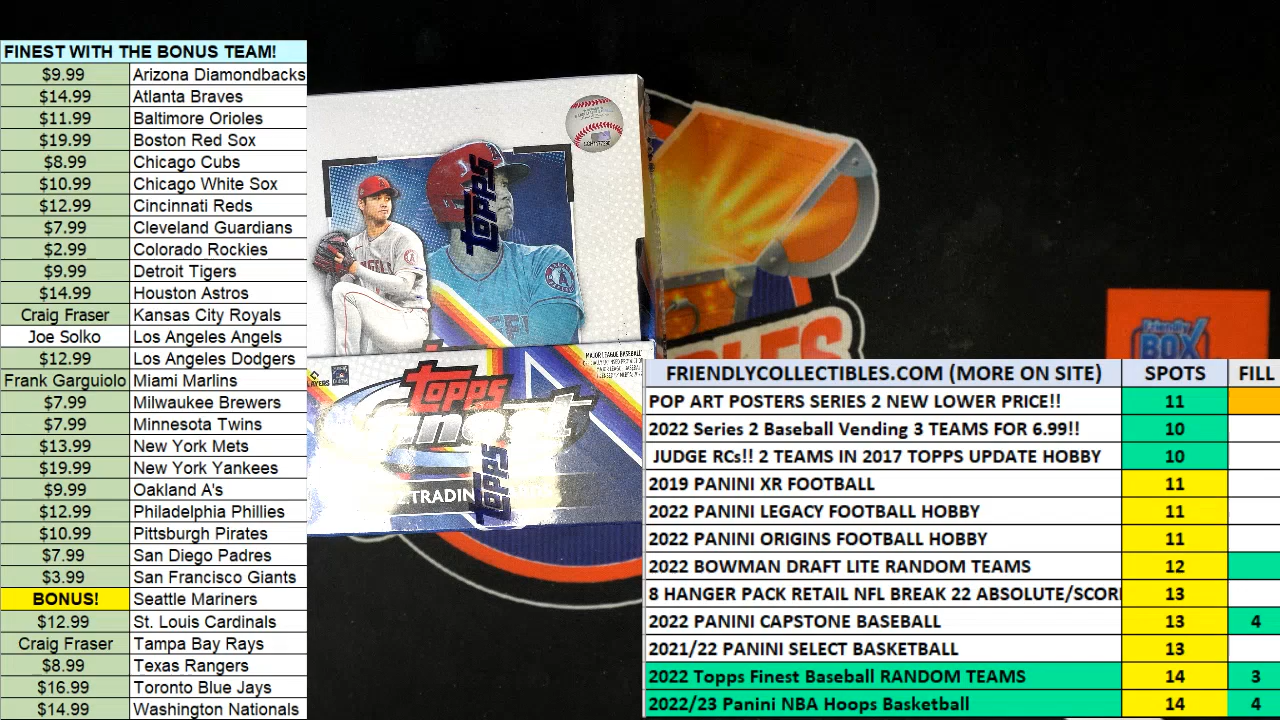 FINEST WITH THE BONUS TEAM!
$9.99 Arizona Diamondbacks
$14.99 Atlanta Braves
$11.99 Baltimore Orioles
$19.99 Boston Red Sox
$8.99 Chicago Cubs
$10.99 Chicago White Sox
$12.99 Cincinnati Reds
$7.99 Cleveland Guardians
$2.99 Colorado Rockies
$9.99 Detroit Tigers
$14.99 Houston Astros
Craig Fraser Kansas City Royals
Joe Solko Los Angeles Angels
$12.99 Los Angeles Dodgers
Frank Garguiolo Miami Marlins
$7.99 Milwaukee Brewers
$7.99 Minnesota Twins
$13.99 New York Mets
$19.99 New York Yankees
$9.99 Oakland A's
$12.99 Philadelphia Phillies
$10.99 Pittsburgh Pirates
$7.99 San Diego Padres
$3.99 San Francisco Giants
BONUS! Seattle Mariners
$12.99 St. Louis Cardinals
Craig Fraser Tampa Bay Rays
$8.99 Texas Rangers
$16.99 Toronto Blue Jays
$14.99 Washington Nationals
topps
MAJOR LEAGUE BASEBALL
topps
finest
TRADIN
topps
Friendly
BOX
FRIENDLYCOLLECTIBLES.COM (MORE ON SITE) SPOTS FILL
POP ART POSTERS SERIES 2 NEW LOWER PRICE!! 11
2022 Series 2 Baseball Vending 3 TEAMS FOR 6.99!! 10
JUDGE RCs!! 2 TEAMS IN 2017 TOPPS UPDATE HOBBY 10
2019 PANINI XR FOOTBALL 11
2022 PANINI LEGACY FOOTBALL HOBBY 11
2022 PANINI ORIGINS FOOTBALL HOBBY 11
2022 BOWMAN DRAFT LITE RANDOM TEAMS 12
8 HANGER PACK RETAIL NFL BREAK 22 ABSOLUTE/SCORE 13
2022 PANINI CAPSTONE BASEBALL 13 4
2021/22 PANINI SELECT BASKETBALL 13
2022 Topps Finest Baseball RANDOM TEAMS 14 3
2022/23 Panini NBA Hoops Basketball 14 4